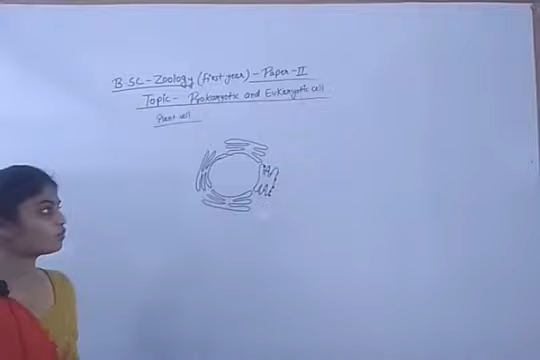 B.SC - Zoology (first year) - Paper - II
Topic - Prokaryotic and Eukaryotic cell
Plant cell